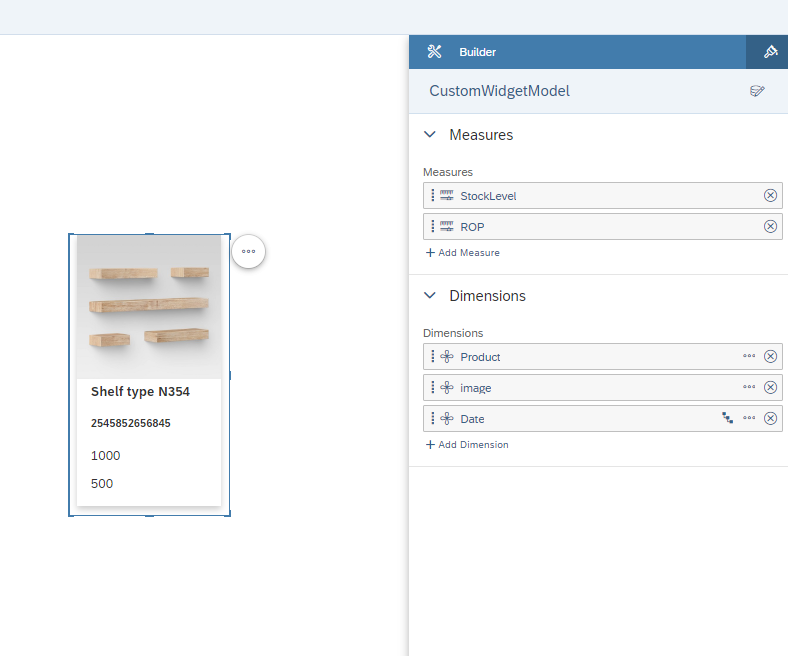 Builder
CustomWidgetModel
Measures
Measures
StockLevel
ROP
+ Add Measure
Dimensions
Dimensions
Product
image
Date
+ Add Dimension
Shelf type N354
2545852656845
1000
500